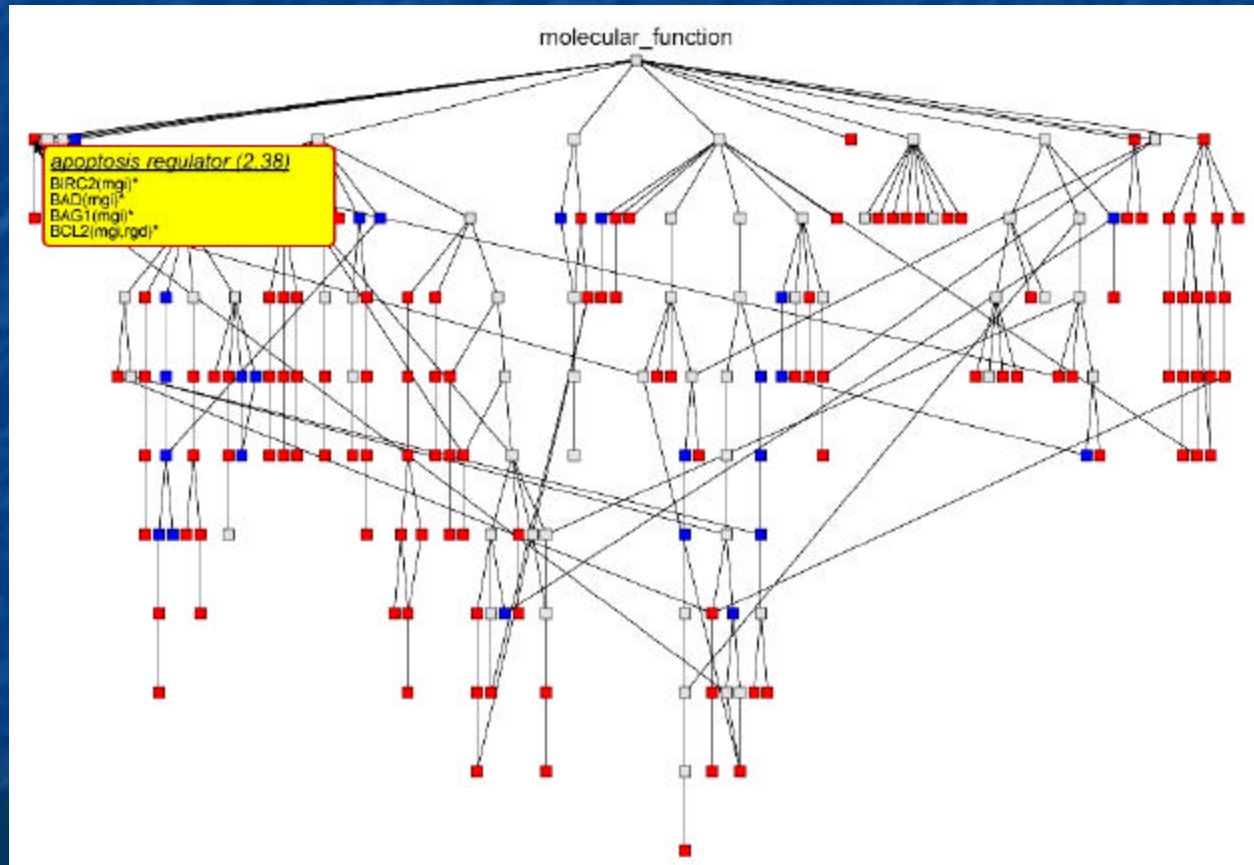 molecular_function
apoptosis regulator (2.38)
BIRC2(mgi)*
BAD(mgi)*
BAG1(mgi)*
BCL2(mgi,rgd)*